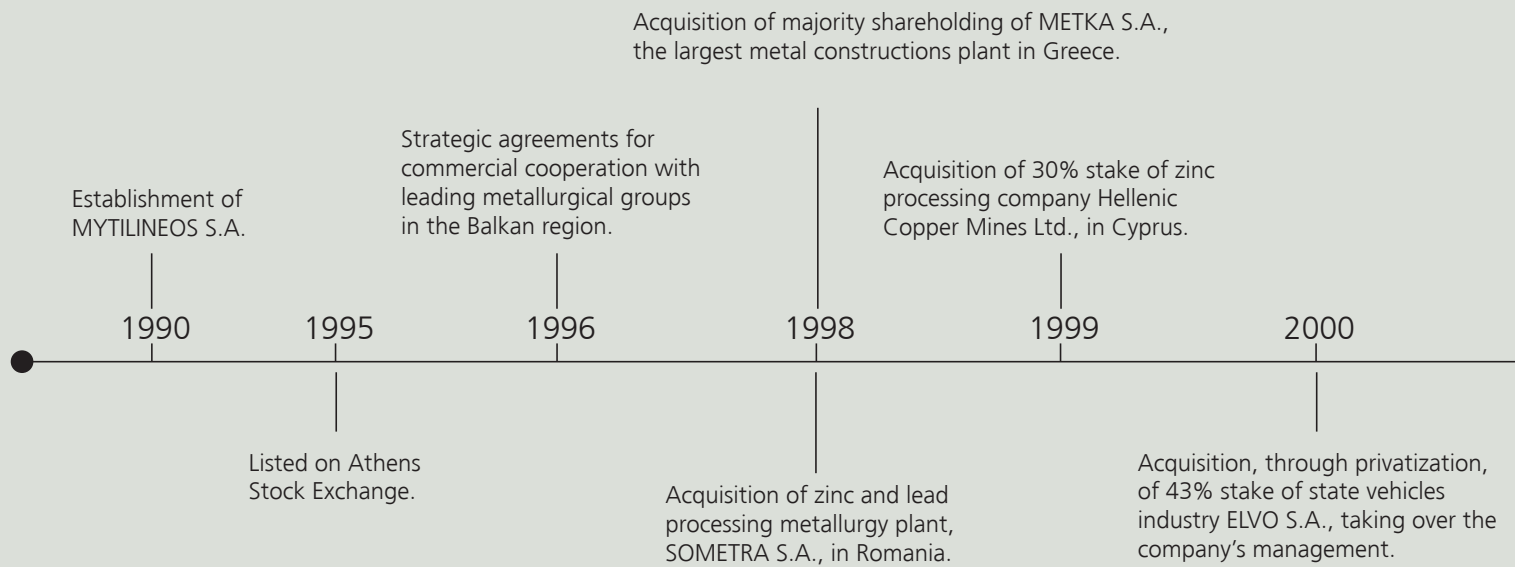 Acquisition of majority shareholding of METKA S.A.,
the largest metal constructions plant in Greece.
Strategic agreements for
commercial cooperation with
leading metallurgical groups
in the Balkan region.
Acquisition of 30% stake of zinc
processing company Hellenic
Copper Mines Ltd., in Cyprus.
Establishment of
MYTILINEOS S.A.
1990
1995
1996
1998
1999
2000
Listed on Athens
Stock Exchange.
Acquisition of zinc and lead
processing metallurgy plant,
SOMETRA S.A., in Romania.
Acquisition, through privatization,
of 43% stake of state vehicles
industry ELVO S.A., taking over the
company’s management.